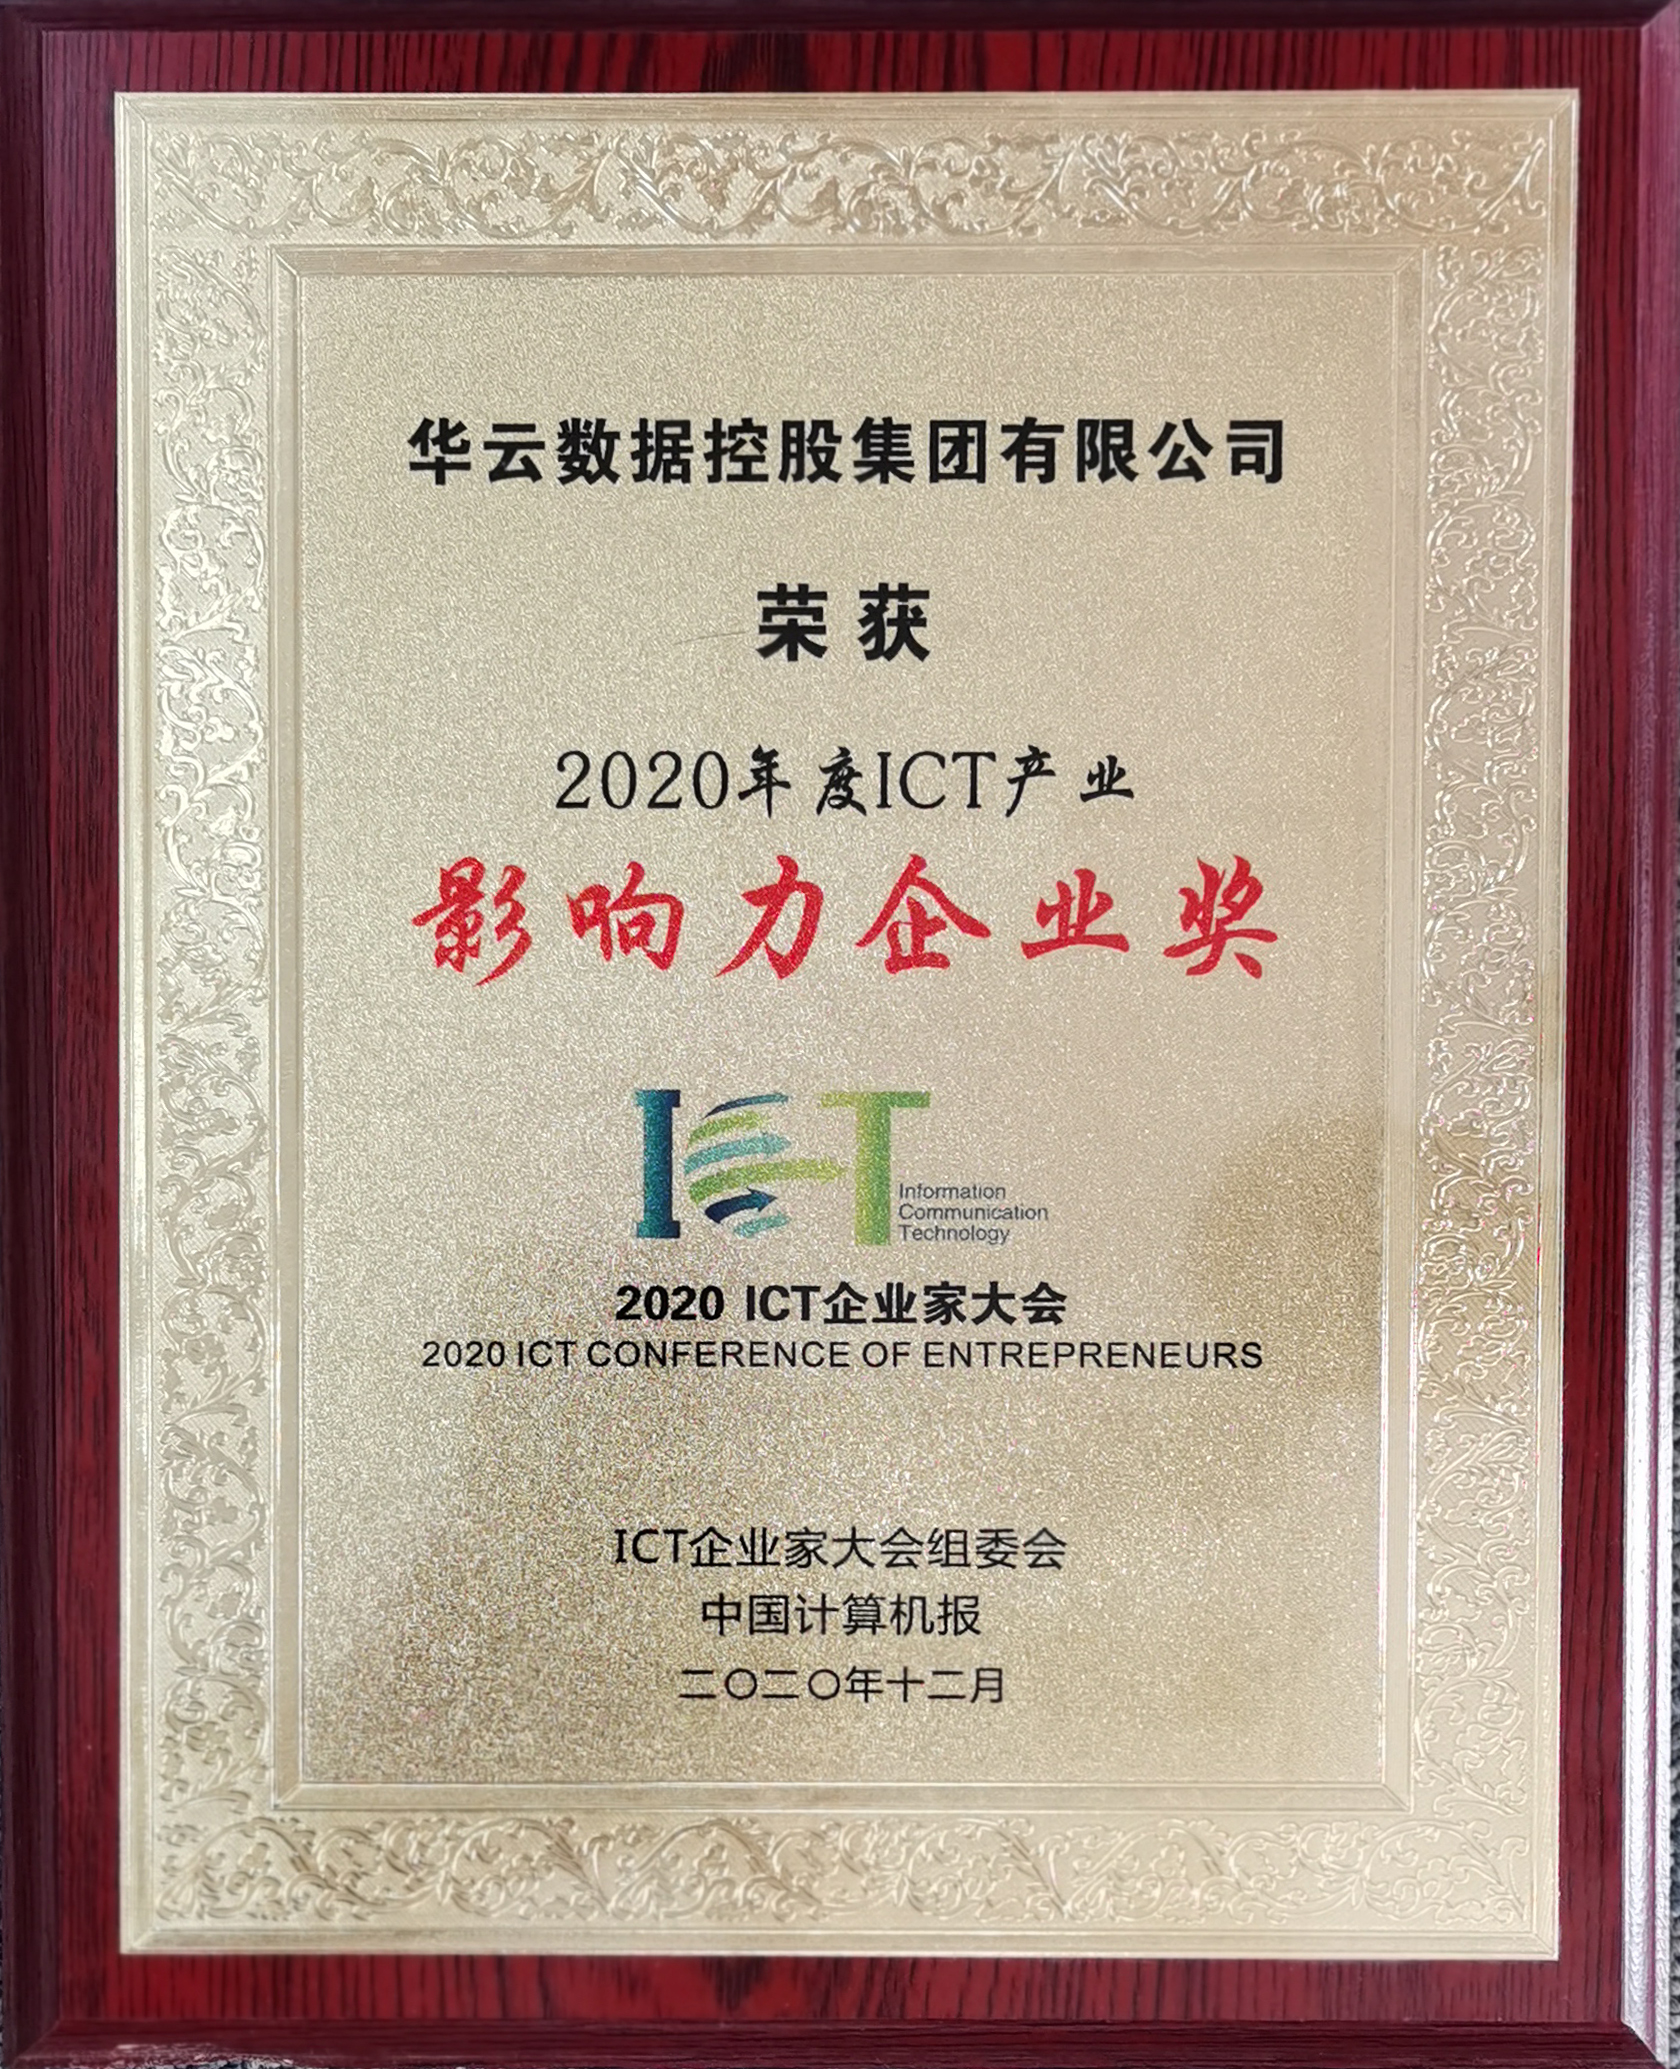 华云数据控股集团有限公司
荣获
2020年度ICT产业
影响力企业奖
ICT
Information
Communication
Technology
2020 ICT企业家大会
2020 ICT CONFERENCE OF ENTREPRENEURS
ICT企业家大会组委会
中国计算机报
二〇二〇年十二月